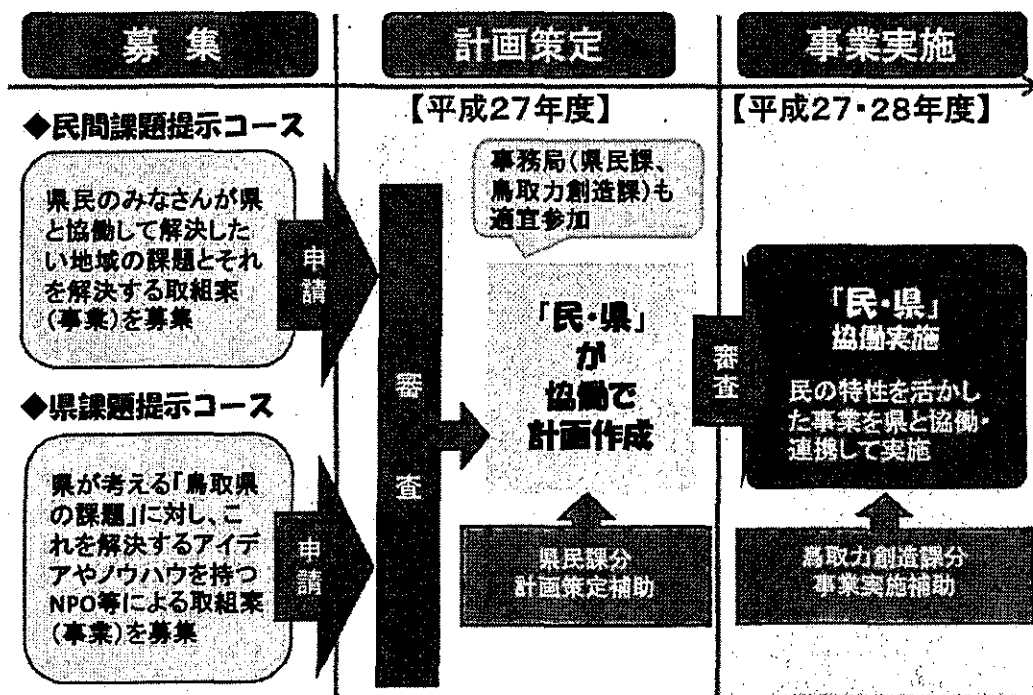 募集
計画策定
事業実施
【平成27年度】
【平成27・28年度】
◆民間課題提示コース
県民のみなさんが県
と協働して解決した
い地域の課題とそれ
を解決する取組案
(事業)を募集
申請
◆県課題提示コース
県が考える「鳥取県
の課題」に対し、こ
れを解決するアイデ
アやノウハウを持つ
NPO等による取組案
(事業)を募集
申請
審査
事務局(県民課、
鳥取力創造課)も
適宜参加
「民・県」
が
協働で
計画作成
県民課分
計画策定補助
審査
「民・県」
協働実施
民の特性を活かし
た事業を県と協働・
連携して実施
鳥取力創造課分
事業実施補助